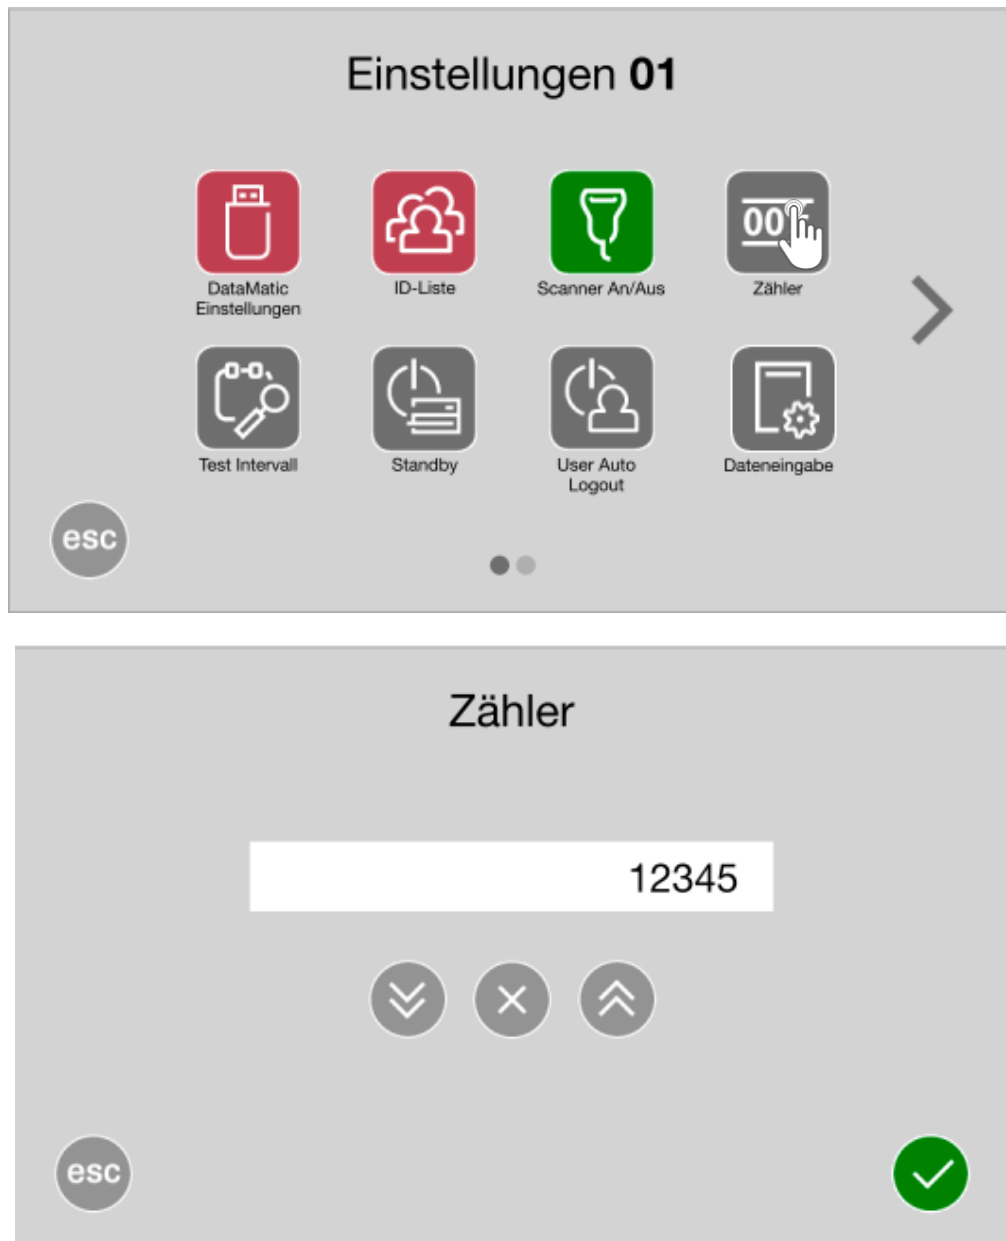 Einstellungen 01
00
DataMatic
Einstellungen
ID-Liste
Scanner An/Aus
Zähler
Test Intervall
Standby
User Auto
Logout
Dateneingabe
esc
Zähler
12345
esc